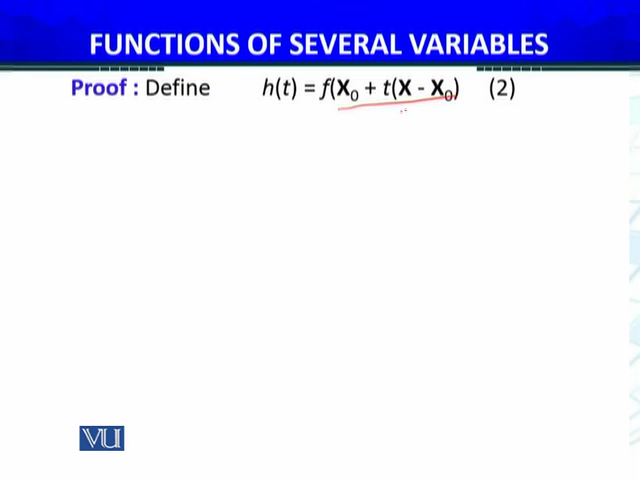 FUNCTIONS OF SEVERAL VARIABLES
Proof : Define h(t) = f(X₀ + t(X - X₀) (2)
VU